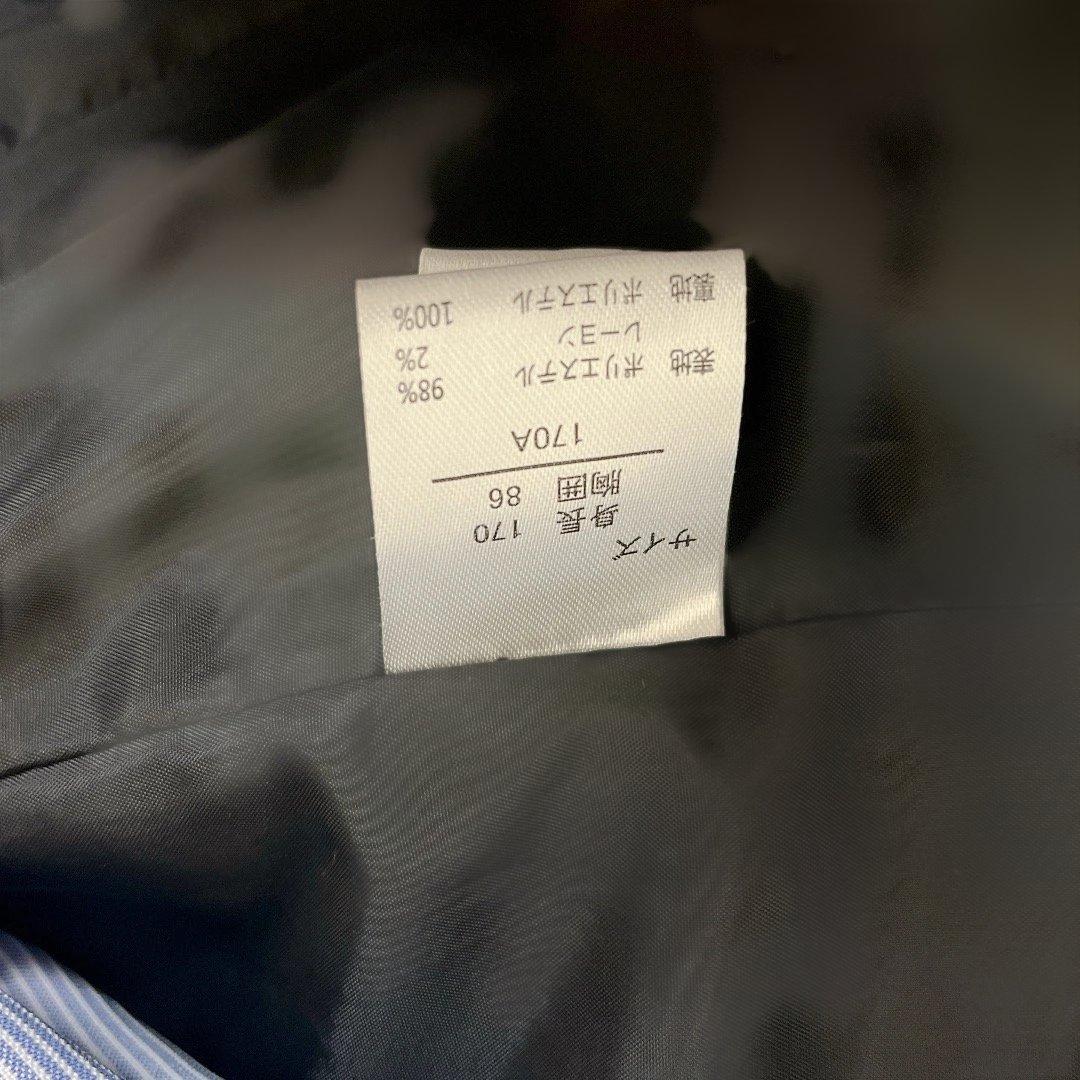 サイズ
身長 170
胸囲 86
170A
表地 ポリエステル 98%
レーヨン 2%
裏地 ポリエステル 100%